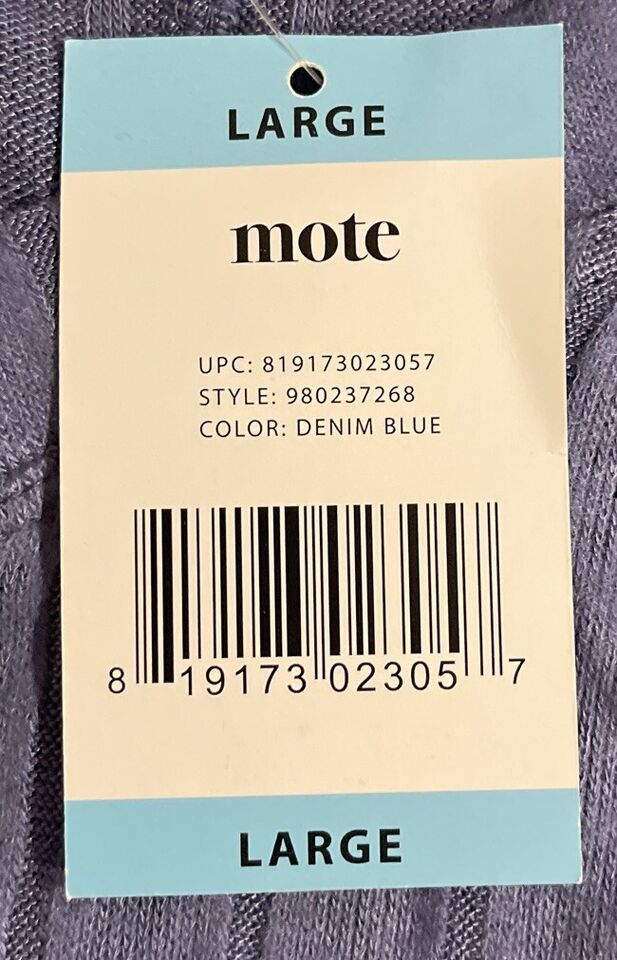 LARGE
mote
UPC: 819173023057
STYLE: 980237268
COLOR: DENIM BLUE
8 19173 02305 7
LARGE